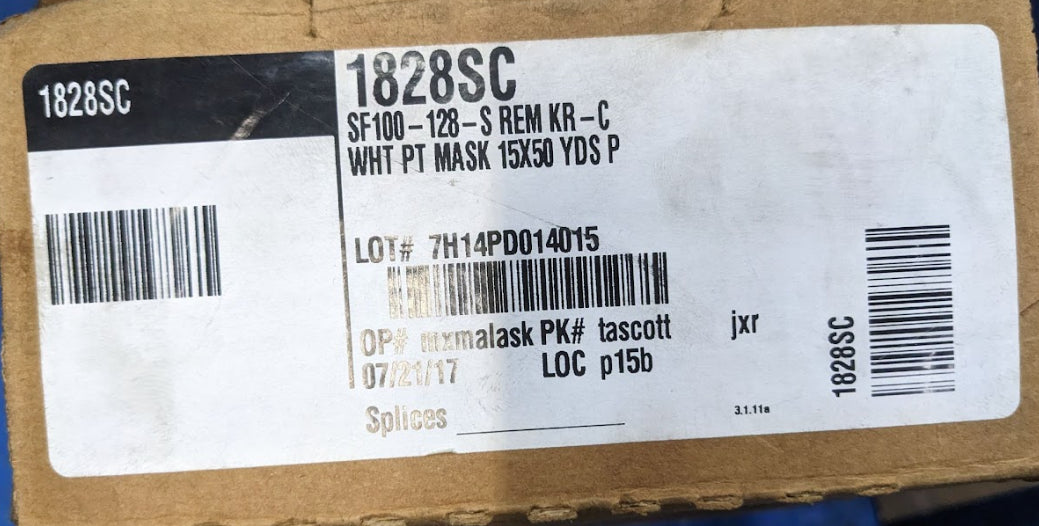 1828SC
1828SC
SF100-128-S REM KR-C
WHT PT MASK 15X50 YDS P
LOT# 7H14PD014015
OP# mxmalask PK# tascott jxr
07/21/17 LOC p15b
Splices
3.1.11a
1828SC